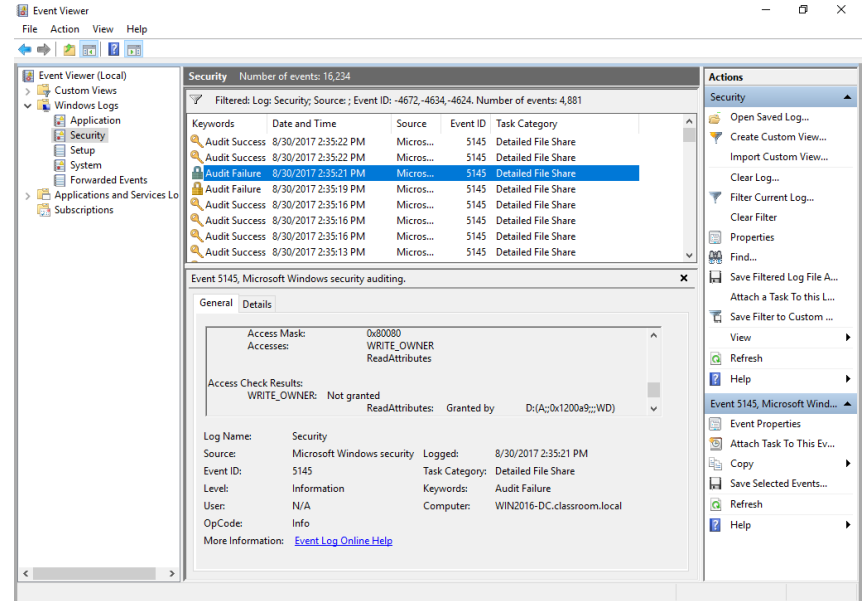 Event Viewer
File Action View Help
Event Viewer (Local)
Custom Views
Windows Logs
Application
Security
Setup
System
Forwarded Events
Applications and Services Lo
Subscriptions
Security Number of events: 16,234
Filtered: Log: Security; Source: ; Event ID: -4672,-4634,-4624. Number of events: 4,881
Keywords Date and Time Source Event ID Task Category
Audit Success 8/30/2017 2:35:22 PM Micros... 5145 Detailed File Share
Audit Success 8/30/2017 2:35:22 PM Micros... 5145 Detailed File Share
Audit Failure 8/30/2017 2:35:21 PM Micros... 5145 Detailed File Share
Audit Failure 8/30/2017 2:35:19 PM Micros... 5145 Detailed File Share
Audit Success 8/30/2017 2:35:16 PM Micros... 5145 Detailed File Share
Audit Success 8/30/2017 2:35:16 PM Micros... 5145 Detailed File Share
Audit Success 8/30/2017 2:35:16 PM Micros... 5145 Detailed File Share
Audit Success 8/30/2017 2:35:13 PM Micros... 5145 Detailed File Share
Event 5145, Microsoft Windows security auditing.
General Details
Access Mask: 0x80080
Accesses: WRITE_OWNER
ReadAttributes
Access Check Results:
WRITE_OWNER: Not granted
ReadAttributes: Granted by D:(A;;0x1200a9;;;WD)
Log Name: Security
Source: Microsoft Windows security Logged: 8/30/2017 2:35:21 PM
Event ID: 5145 Task Category: Detailed File Share
Level: Information Keywords: Audit Failure
User: N/A Computer: WIN2016-DC.classroom.local
OpCode: Info
More Information: Event Log Online Help
Actions
Security
Open Saved Log...
Create Custom View...
Import Custom View...
Clear Log...
Filter Current Log...
Clear Filter
Properties
Find...
Save Filtered Log File A...
Attach a Task To this L...
Save Filter to Custom ...
View
Refresh
Help
Event 5145, Microsoft Wind...
Event Properties
Attach Task To This Ev...
Copy
Save Selected Events...
Refresh
Help